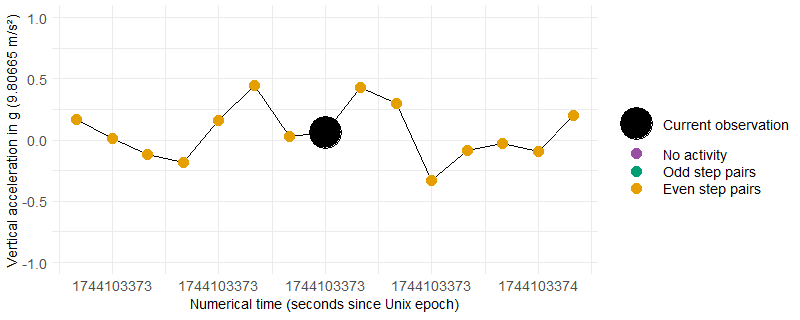 Vertical acceleration in g (9.80665 m/s²)
1.0
0.5
0.0
-0.5
-1.0
1744103373 1744103373 1744103373 1744103373 1744103374
Numerical time (seconds since Unix epoch)
Current observation
No activity
Odd step pairs
Even step pairs